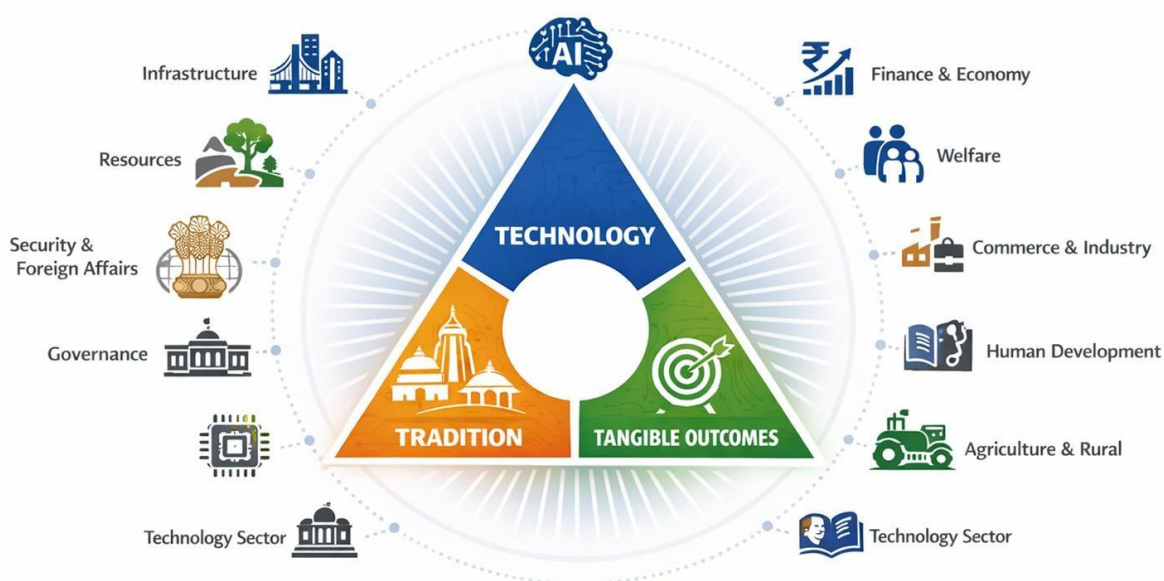 AI
Infrastructure
Resources
Security &
Foreign Affairs
Governance
Technology Sector
TECHNOLOGY
TRADITION
TANGIBLE OUTCOMES
₹
Finance & Economy
Welfare
Commerce & Industry
Human Development
Agriculture & Rural
Technology Sector